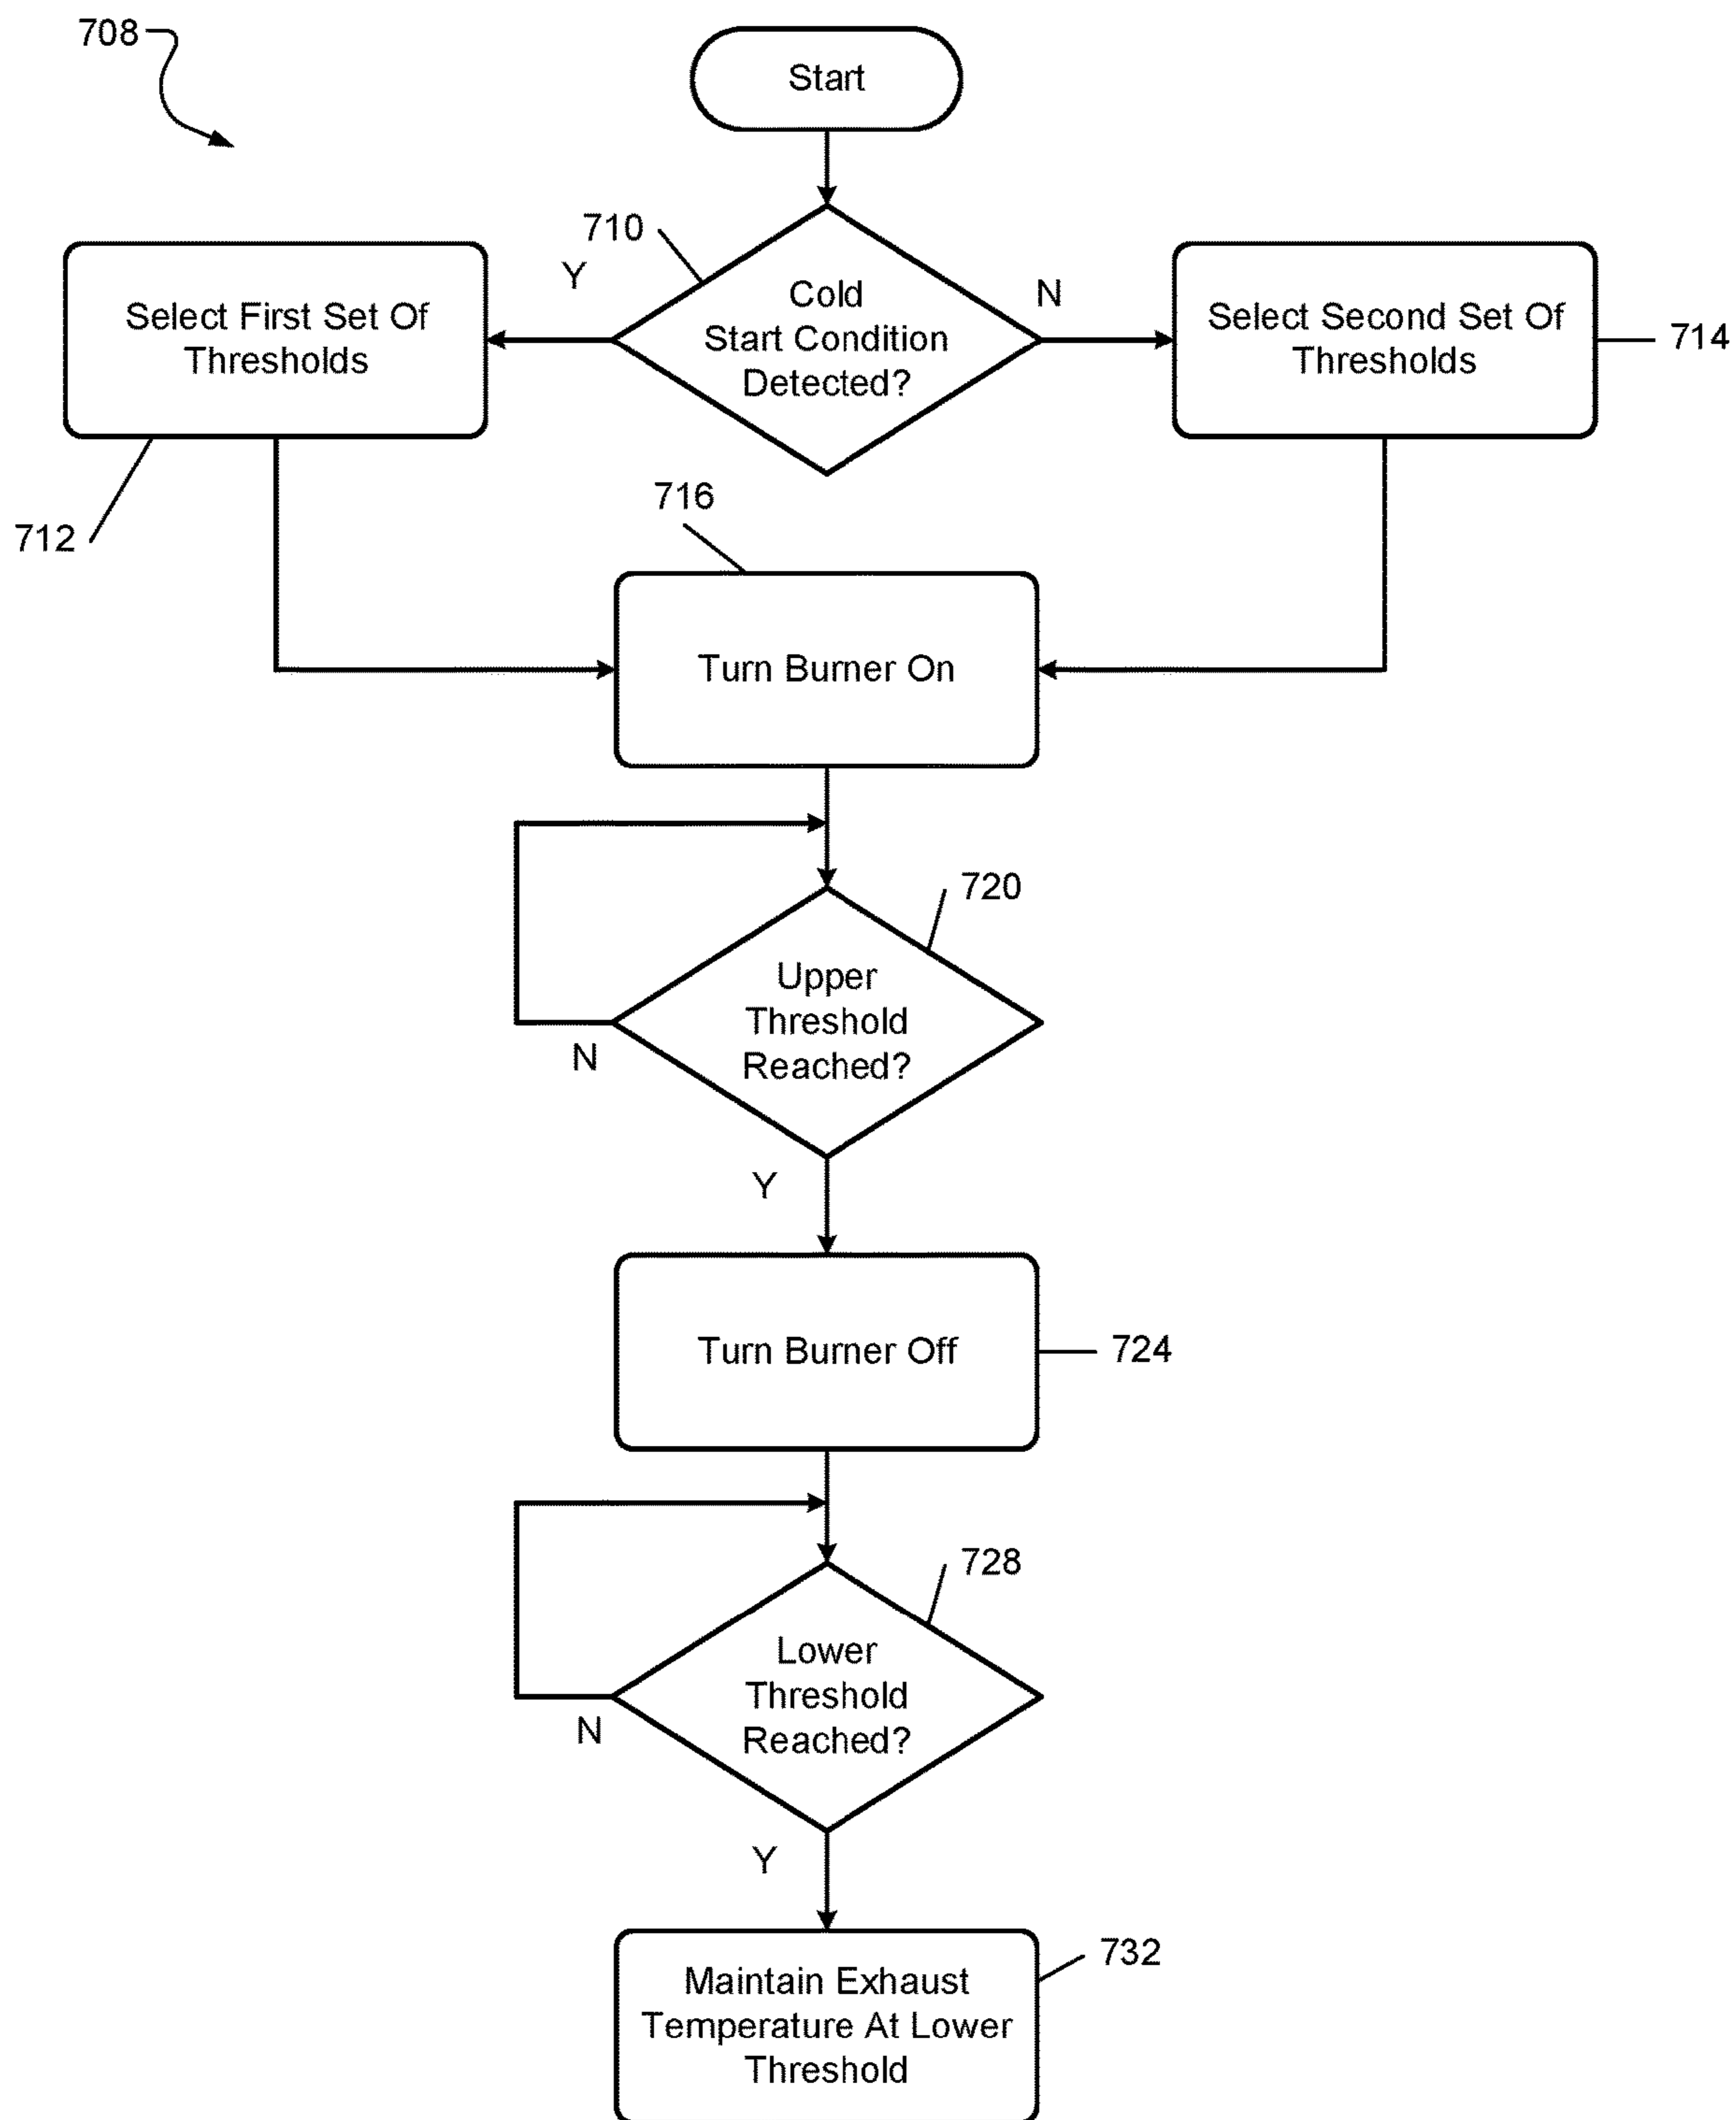 708
Start
710
Y
N
Cold
Start Condition
Detected?
Select First Set Of
Thresholds
Select Second Set Of
Thresholds
714
712
716
Turn Burner On
720
Upper
Threshold
Reached?
N
Y
Turn Burner Off
724
728
Lower
Threshold
Reached?
N
Y
732
Maintain Exhaust
Temperature At Lower
Threshold